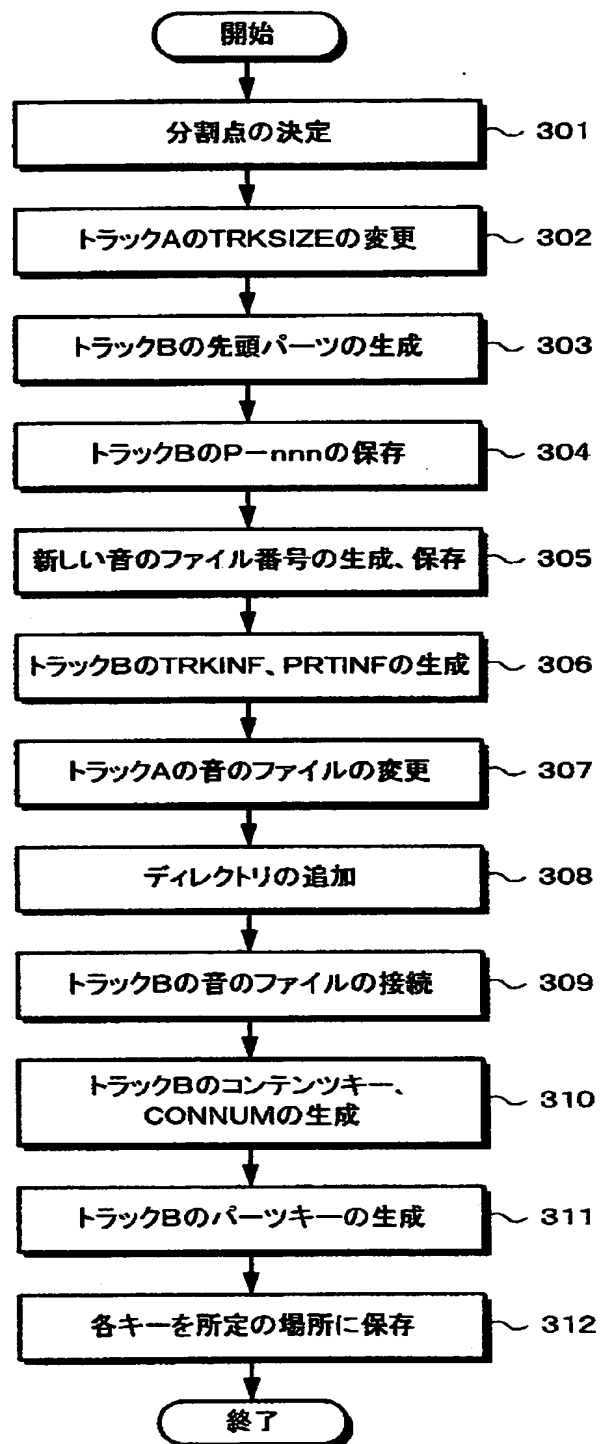 開始
分割点の決定
301
トラックAのTRKSIZEの変更
302
トラックBの先頭パーツの生成
303
トラックBのP－nnnの保存
304
新しい音のファイル番号の生成、保存
305
トラックBのTRKINF、PRTINFの生成
306
トラックAの音のファイルの変更
307
ディレクトリの追加
308
トラックBの音のファイルの接続
309
トラックBのコンテンツキー、
CONNUMの生成
310
トラックBのパーツキーの生成
311
各キーを所定の場所に保存
312
終了